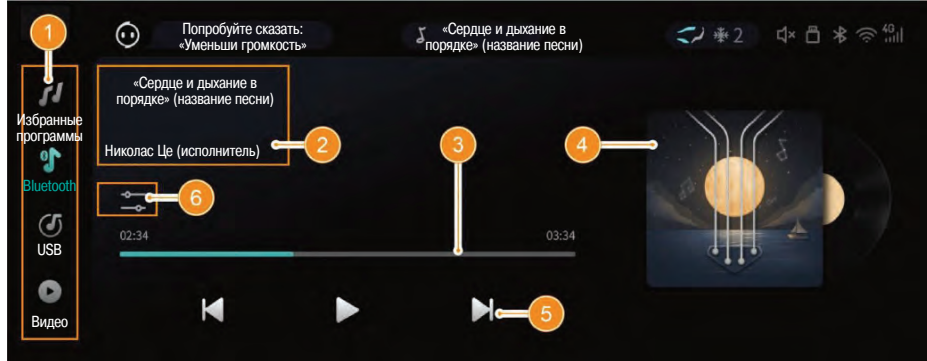 1
Попробуйте сказать:
«Уменьши громкость»
«Сердце и дыхание в
порядке» (название песни)
2
4G
Избранные
программы
Bluetooth
USB
Видео
«Сердце и дыхание в
порядке» (название песни)
Николас Це (исполнитель)
2
3
4
6
02:34
03:34
5